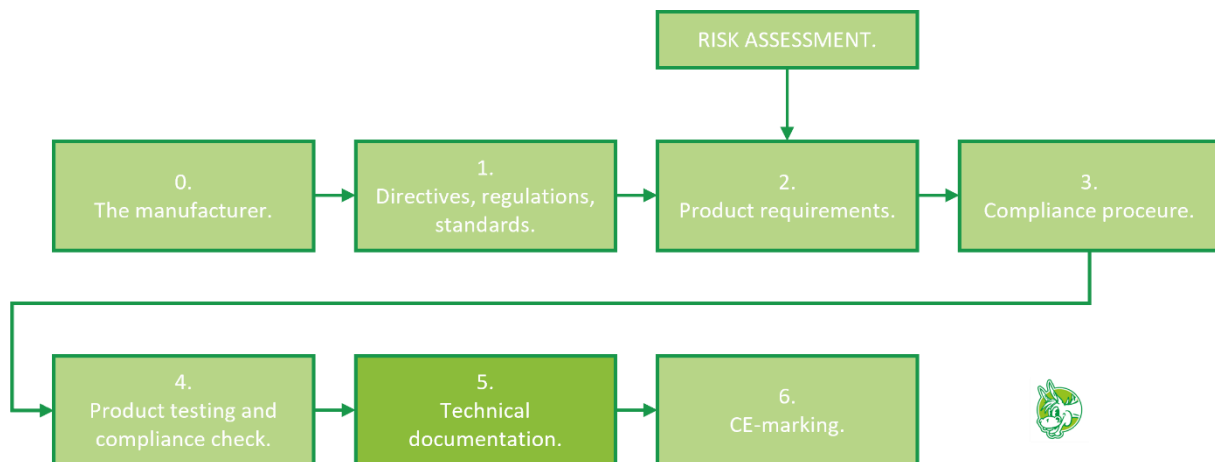 RISK ASSESSMENT.
0.
The manufacturer.
1.
Directives, regulations,
standards.
2.
Product requirements.
3.
Compliance proceure.
4.
Product testing and
compliance check.
5.
Technical
documentation.
6.
CE-marking.